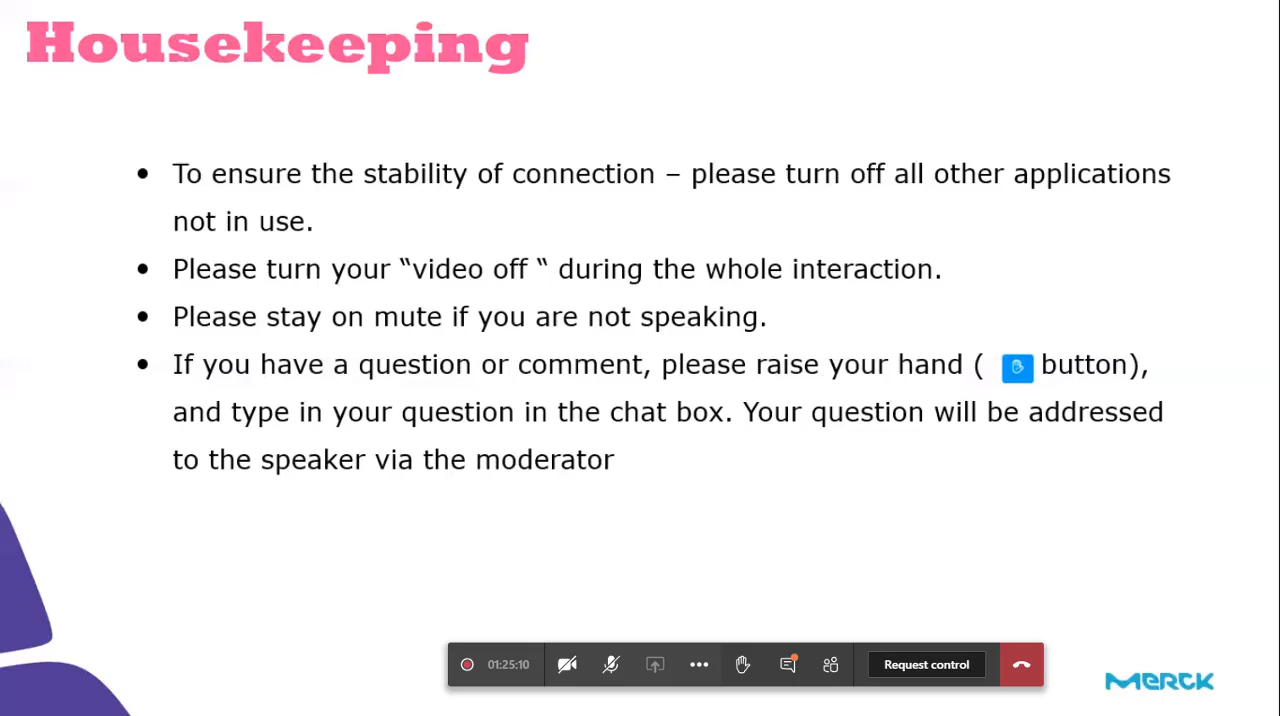 Housekeeping
• To ensure the stability of connection – please turn off all other applications
not in use.
• Please turn your “video off “ during the whole interaction.
• Please stay on mute if you are not speaking.
• If you have a question or comment, please raise your hand ( button),
and type in your question in the chat box. Your question will be addressed
to the speaker via the moderator
01:25:10
Request control
MERCK